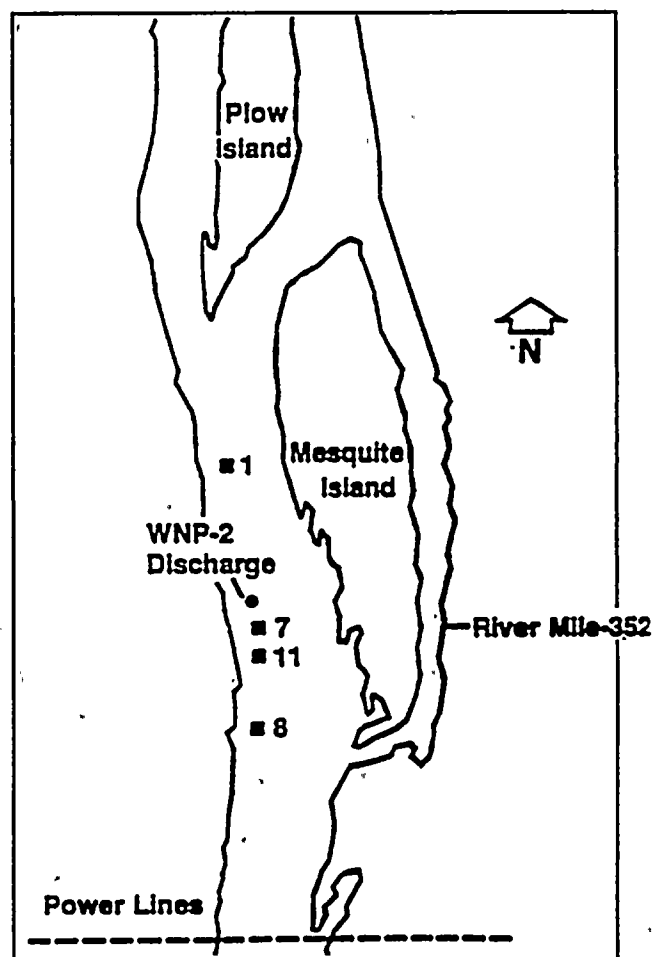 Plow
Island
N
1
Mesquite
Island
WNP-2
Discharge
7
River Mile-352
11
8
Power Lines